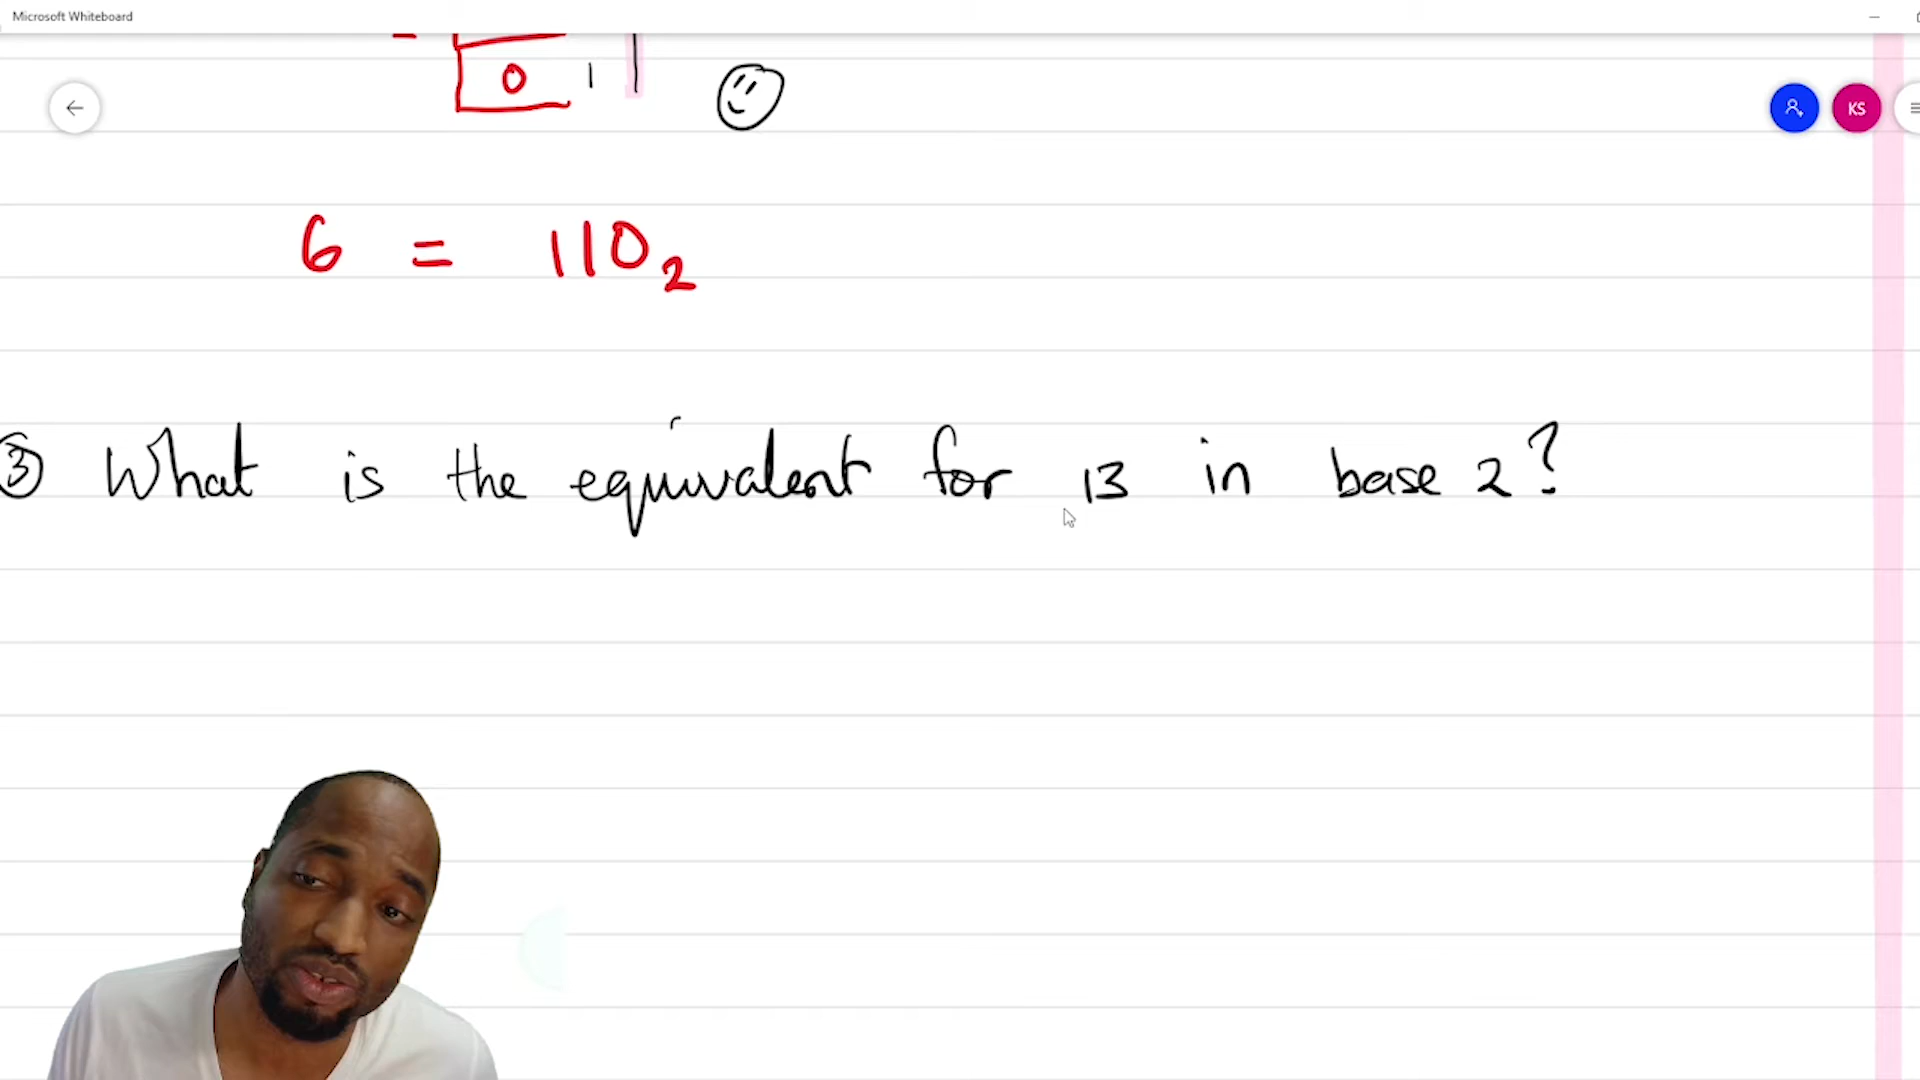 Microsoft Whiteboard
0 1
KS
6 = 110₂
③ What is the equivalent for 13 in base 2?